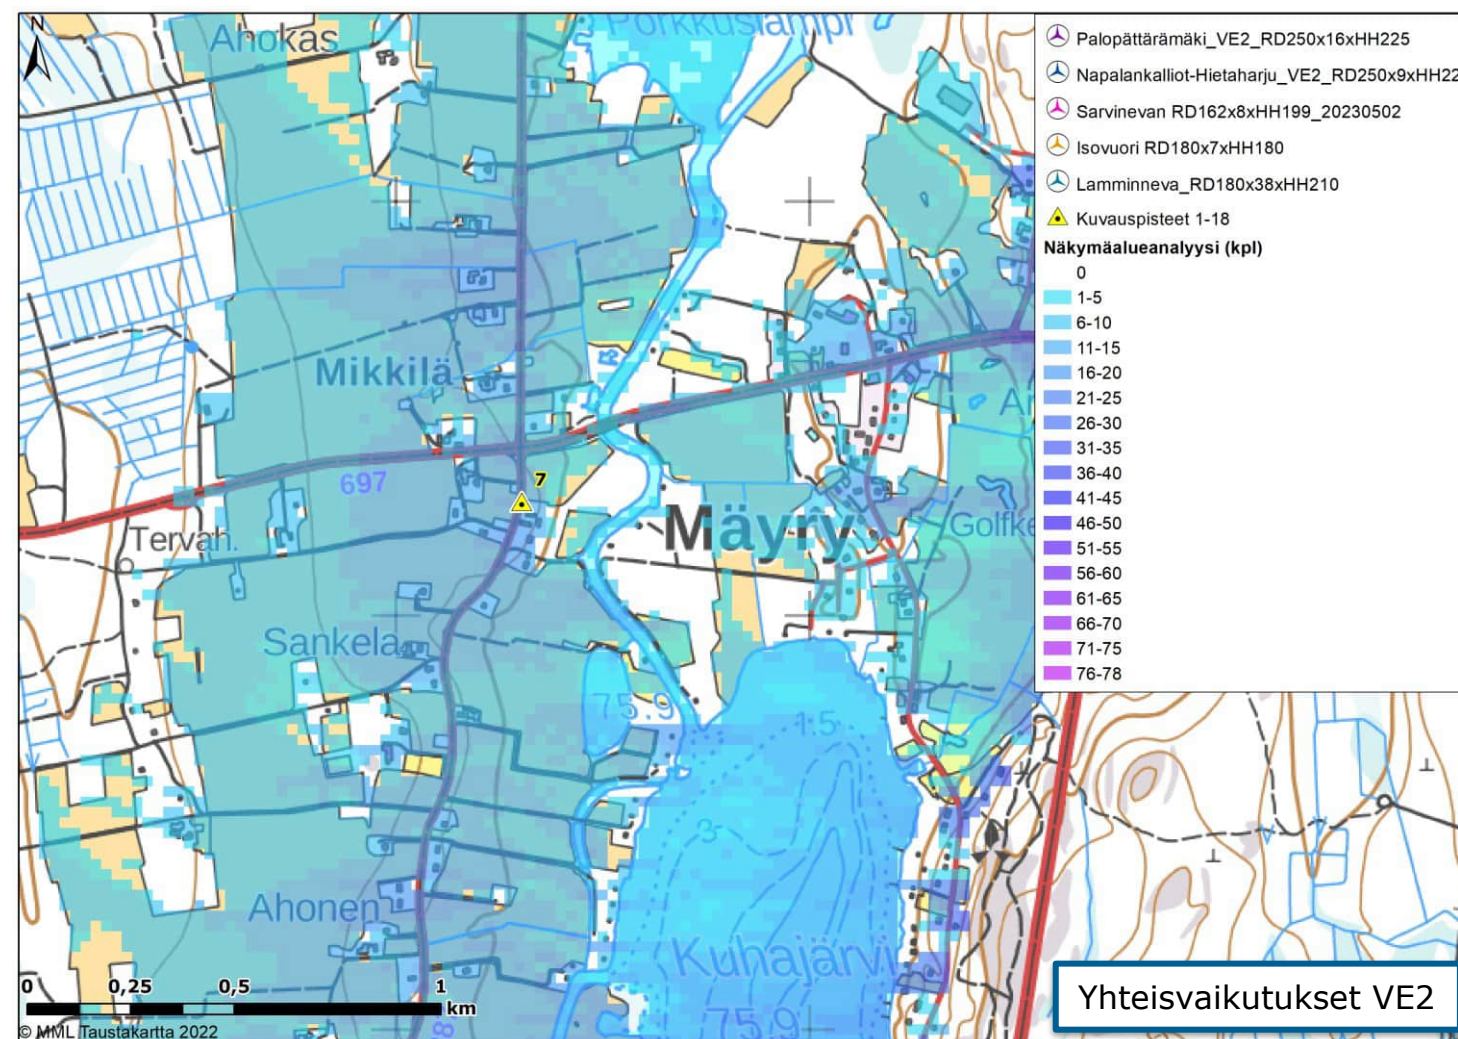 N
Ahokas
Porkkuslampi
Mikkilä
697
7
Tervah.
Mäyry
Golfke
Ar
Sankela
75.9
1.5
3
Ahonen
Kuhajärvi
75.9
8
0 0,25 0,5 1
km
© MML Taustakartta 2022
Palopättärämäki_VE2_RD250x16xHH225
Napalankalliot-Hietaharju_VE2_RD250x9xHH22
Sarvinevan RD162x8xHH199_20230502
Isovuori RD180x7xHH180
Lamminneva_RD180x38xHH210
Kuvauspisteet 1-18
Näkymäalueanalyysi (kpl)
0
1-5
6-10
11-15
16-20
21-25
26-30
31-35
36-40
41-45
46-50
51-55
56-60
61-65
66-70
71-75
76-78
Yhteisvaikutukset VE2